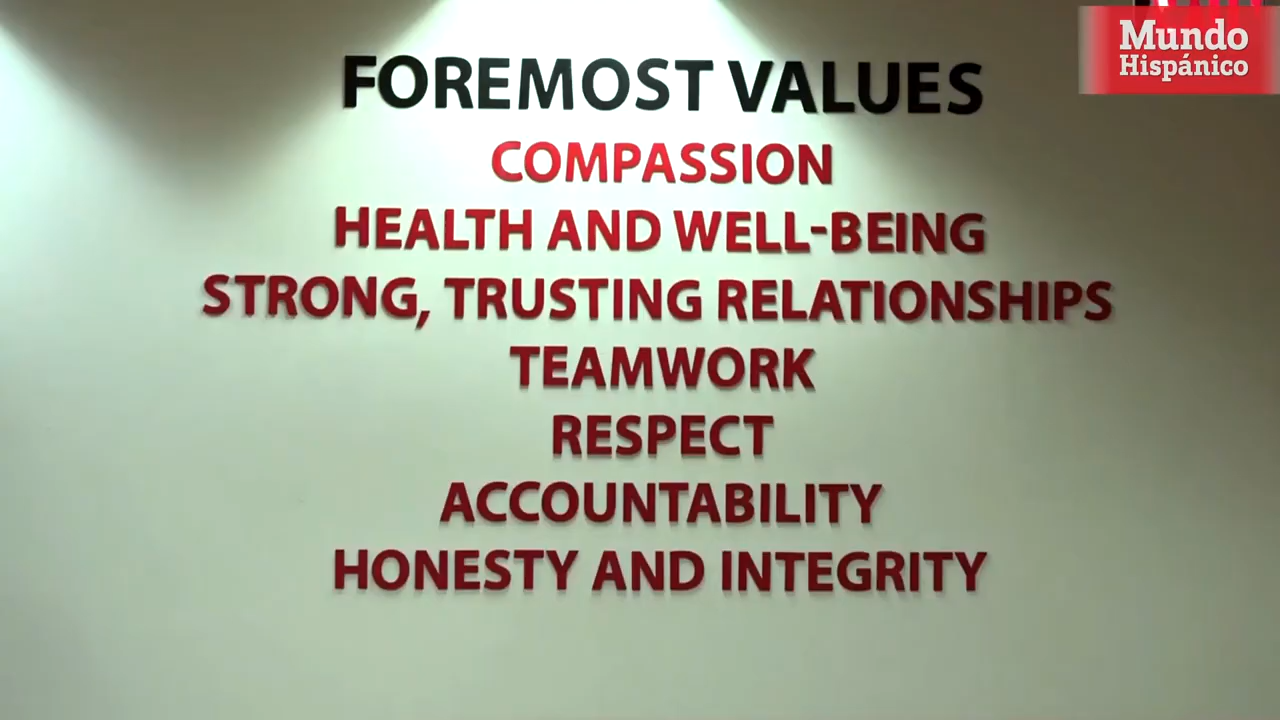 Mundo
Hispánico
FOREMOST VALUES
COMPASSION
HEALTH AND WELL-BEING
STRONG, TRUSTING RELATIONSHIPS
TEAMWORK
RESPECT
ACCOUNTABILITY
HONESTY AND INTEGRITY